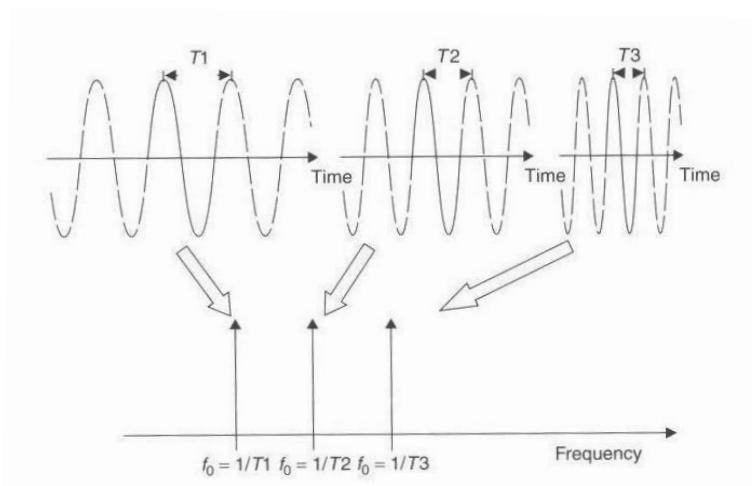 T1
T2
T3
Time
Time
Time
f₀ = 1/T1 f₀ = 1/T2 f₀ = 1/T3
Frequency